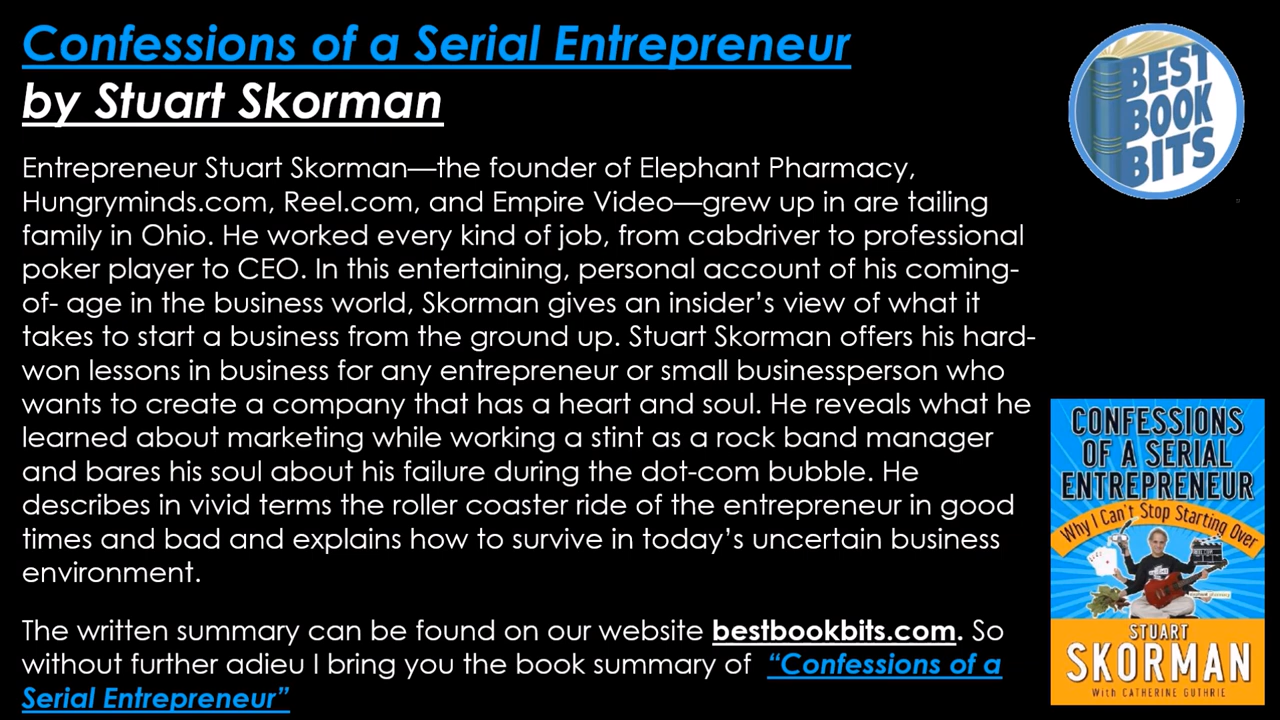 Confessions of a Serial Entrepreneur
by Stuart Skorman
BEST
BOOK
BITS
Entrepreneur Stuart Skorman—the founder of Elephant Pharmacy,
Hungryminds.com, Reel.com, and Empire Video—grew up in are tailing
family in Ohio. He worked every kind of job, from cabdriver to professional
poker player to CEO. In this entertaining, personal account of his coming-
of- age in the business world, Skorman gives an insider’s view of what it
takes to start a business from the ground up. Stuart Skorman offers his hard-
won lessons in business for any entrepreneur or small businessperson who
wants to create a company that has a heart and soul. He reveals what he
learned about marketing while working a stint as a rock band manager
and bares his soul about his failure during the dot-com bubble. He
describes in vivid terms the roller coaster ride of the entrepreneur in good
times and bad and explains how to survive in today’s uncertain business
environment.
The written summary can be found on our website bestbookbits.com. So
without further adieu I bring you the book summary of “Confessions of a
Serial Entrepreneur”
CONFESSIONS
OF A SERIAL
ENTREPRENEUR
Why I Can't Stop Starting Over
STUART
SKORMAN
With CATHERINE GUTHRIE